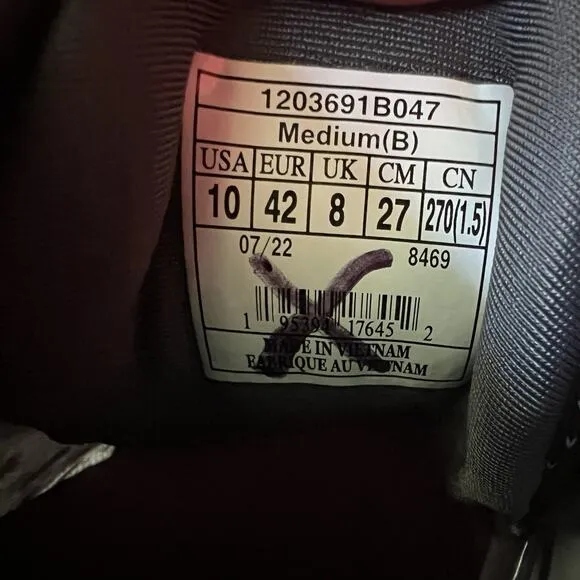 1203691B047
Medium(B)
USA EUR UK CM CN
10 42 8 27 270(1.5)
07/22 8469
1 95394 17645 2
MADE IN VIETNAM
FABRIQUE AU VIETNAM